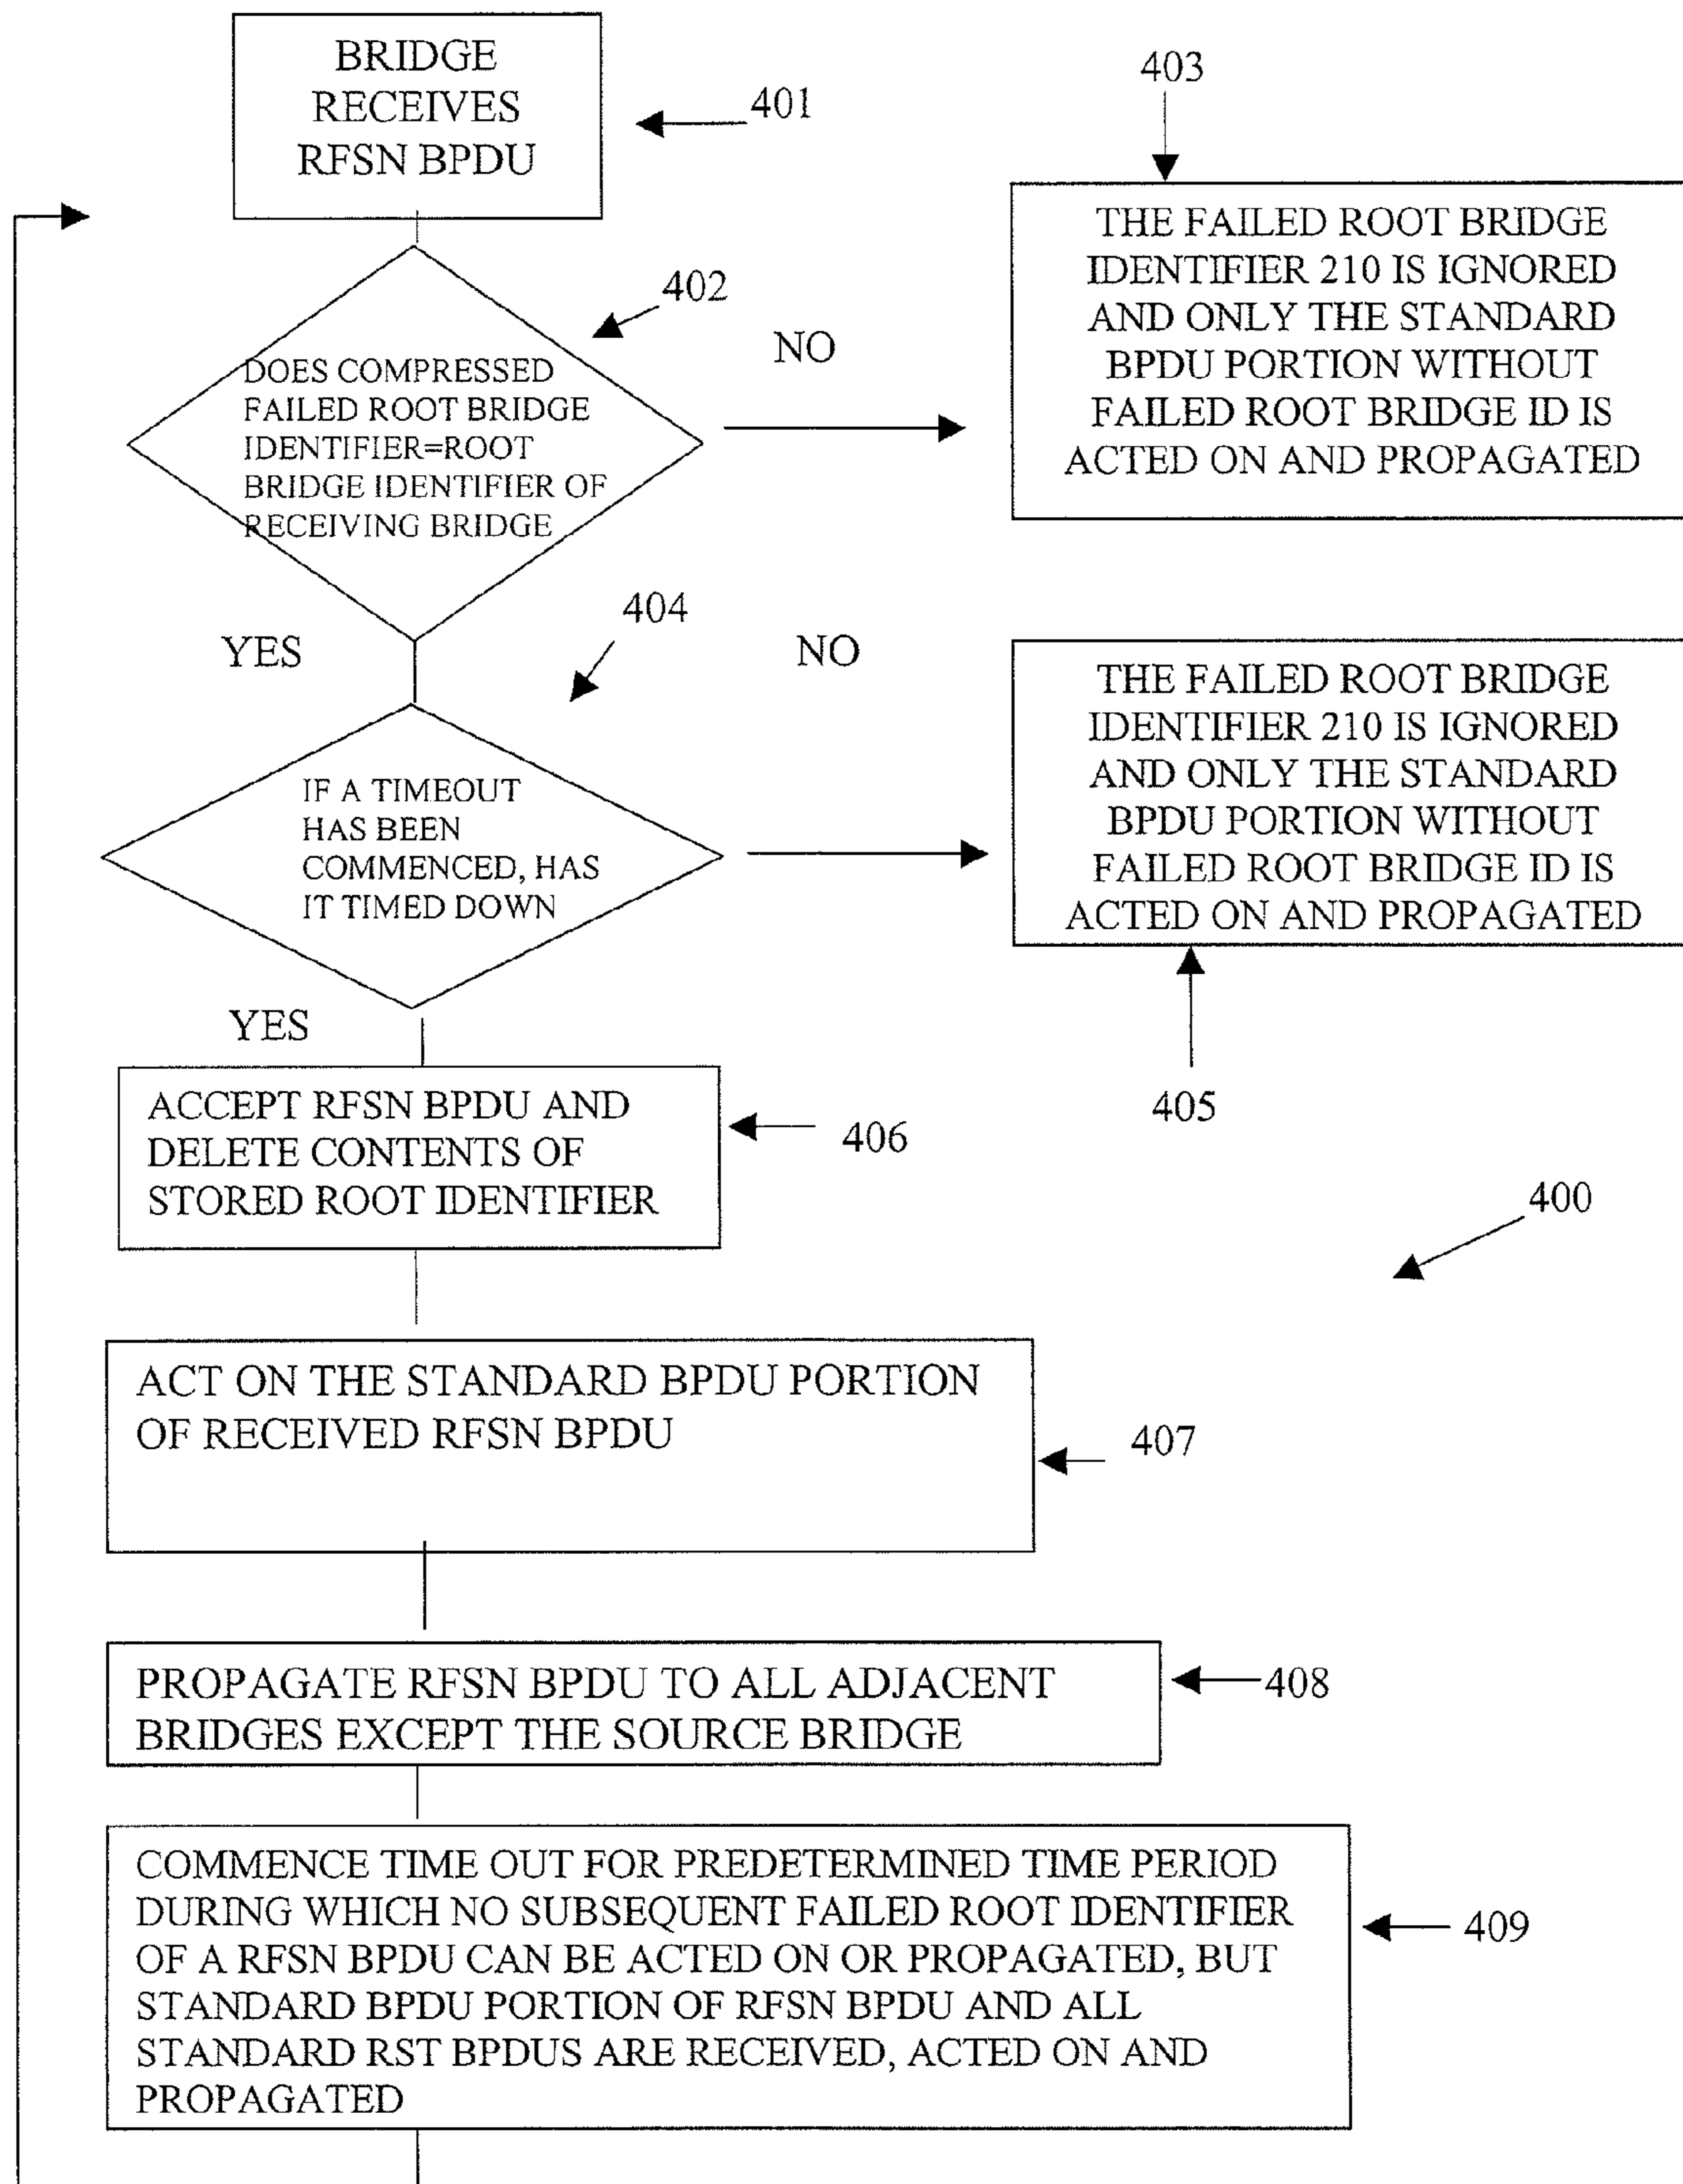 BRIDGE
RECEIVES
RFSN BPDU
401
403
THE FAILED ROOT BRIDGE
IDENTIFIER 210 IS IGNORED
AND ONLY THE STANDARD
BPDU PORTION WITHOUT
FAILED ROOT BRIDGE ID IS
ACTED ON AND PROPAGATED
402
NO
DOES COMPRESSED
FAILED ROOT BRIDGE
IDENTIFIER=ROOT
BRIDGE IDENTIFIER OF
RECEIVING BRIDGE
404
YES
NO
THE FAILED ROOT BRIDGE
IDENTIFIER 210 IS IGNORED
AND ONLY THE STANDARD
BPDU PORTION WITHOUT
FAILED ROOT BRIDGE ID IS
ACTED ON AND PROPAGATED
IF A TIMEOUT
HAS BEEN
COMMENCED, HAS
IT TIMED DOWN
YES
405
ACCEPT RFSN BPDU AND
DELETE CONTENTS OF
STORED ROOT IDENTIFIER
406
400
ACT ON THE STANDARD BPDU PORTION
OF RECEIVED RFSN BPDU
407
PROPAGATE RFSN BPDU TO ALL ADJACENT
BRIDGES EXCEPT THE SOURCE BRIDGE
408
COMMENCE TIME OUT FOR PREDETERMINED TIME PERIOD
DURING WHICH NO SUBSEQUENT FAILED ROOT IDENTIFIER
OF A RFSN BPDU CAN BE ACTED ON OR PROPAGATED, BUT
STANDARD BPDU PORTION OF RFSN BPDU AND ALL
STANDARD RST BPDUS ARE RECEIVED, ACTED ON AND
PROPAGATED
409